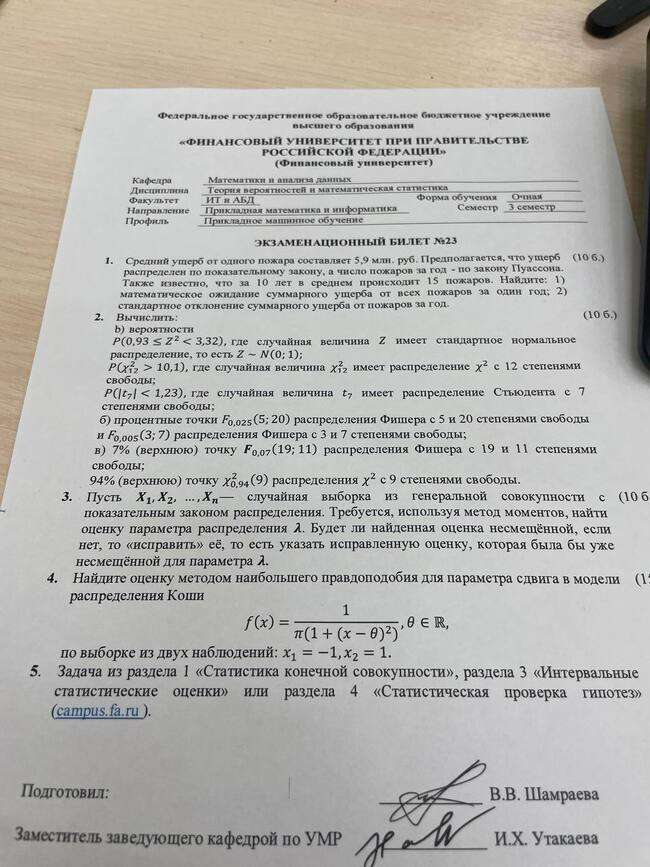 Федеральное государственное образовательное бюджетное учреждение
высшего образования
«ФИНАНСОВЫЙ УНИВЕРСИТЕТ ПРИ ПРАВИТЕЛЬСТВЕ
РОССИЙСКОЙ ФЕДЕРАЦИИ»
(Финансовый университет)
Кафедра Математики и анализа данных
Дисциплина Теория вероятностей и математическая статистика
Факультет ИТ и АБД Форма обучения Очная
Направление Прикладная математика и информатика Семестр 3 семестр
Профиль Прикладное машинное обучение
ЭКЗАМЕНАЦИОННЫЙ БИЛЕТ №23
1. Средний ущерб от одного пожара составляет 5,9 млн. руб. Предполагается, что ущерб (10 б.)
распределен по показательному закону, а число пожаров за год - по закону Пуассона.
Также известно, что за 10 лет в среднем происходит 15 пожаров. Найдите: 1)
математическое ожидание суммарного ущерба от всех пожаров за один год; 2)
стандартное отклонение суммарного ущерба от пожаров за год.
2. Вычислить: (10 б.)
b) вероятности
P(0,93 ≤ Z² < 3,32), где случайная величина Z имеет стандартное нормальное
распределение, то есть Z ~ N(0; 1);
P(χ²₁₂ > 10,1), где случайная величина χ²₁₂ имеет распределение χ² с 12 степенями
свободы;
P(|t₇| < 1,23), где случайная величина t₇ имеет распределение Стьюдента с 7
степенями свободы;
б) процентные точки F₀,₀₂₅(5; 20) распределения Фишера с 5 и 20 степенями свободы
и F₀,₀₀₅(3; 7) распределения Фишера с 3 и 7 степенями свободы;
в) 7% (верхнюю) точку F₀,₀₇(19; 11) распределения Фишера с 19 и 11 степенями
свободы;
94% (верхнюю) точку χ²₀,₉₄(9) распределения χ² с 9 степенями свободы.
3. Пусть X₁, X₂, …, Xₙ— случайная выборка из генеральной совокупности с (10 б
показательным законом распределения. Требуется, используя метод моментов, найти
оценку параметра распределения λ. Будет ли найденная оценка несмещённой, если
нет, то «исправить» её, то есть указать исправленную оценку, которая была бы уже
несмещённой для параметра λ.
4. Найдите оценку методом наибольшего правдоподобия для параметра сдвига в модели
распределения Коши
f(x) = 1 / π(1 + (x − θ)²), θ ∈ ℝ,
по выборке из двух наблюдений: x₁ = −1, x₂ = 1.
5. Задача из раздела 1 «Статистика конечной совокупности», раздела 3 «Интервальные
статистические оценки» или раздела 4 «Статистическая проверка гипотез»
(campus.fa.ru ).
Подготовил: В.В. Шамраева
Заместитель заведующего кафедрой по УМР И.Х. Утакаева